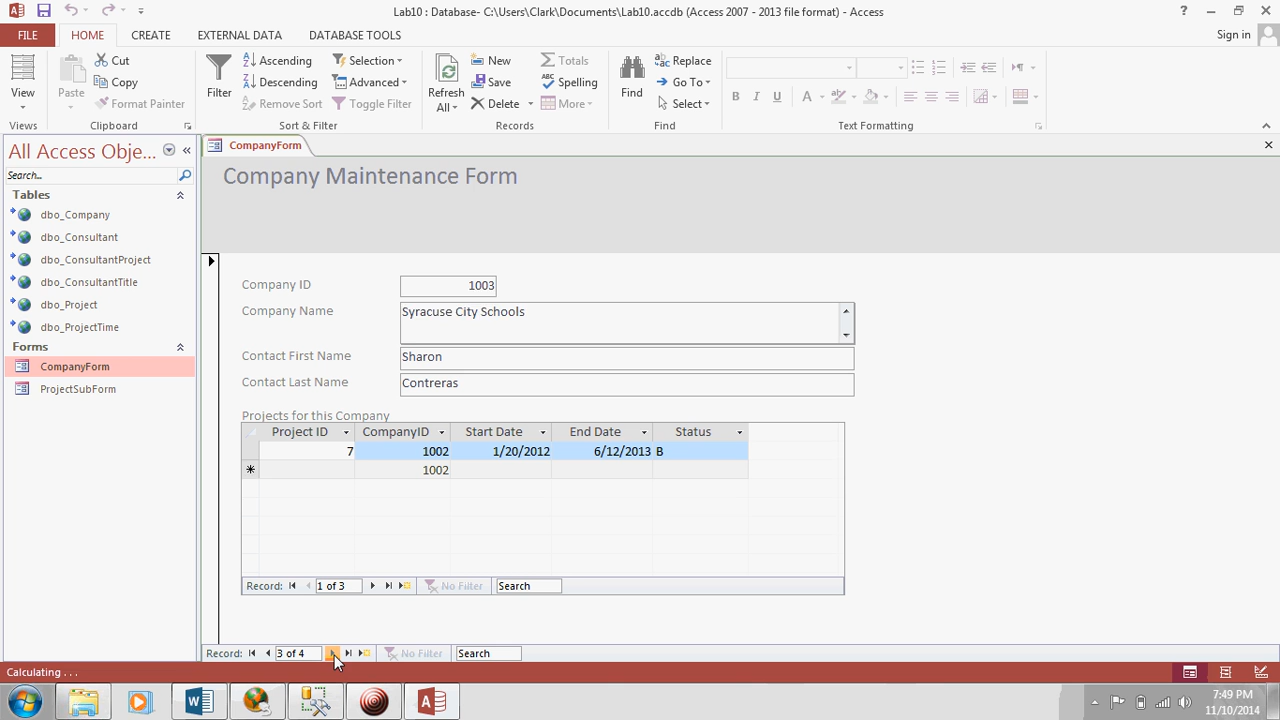 Lab10 : Database- C:\Users\Clark\Documents\Lab10.accdb (Access 2007 - 2013 file format) - Access
FILE HOME CREATE EXTERNAL DATA DATABASE TOOLS Sign in
View
Views
Paste
Cut
Copy
Format Painter
Clipboard
Filter
Ascending
Descending
Remove Sort
Selection
Advanced
Toggle Filter
Sort & Filter
Refresh All
New
Save
Delete
Totals
Spelling
More
Records
Find
Replace
Go To
Select
Find
B I U A
Text Formatting
All Access Obje...
Search...
Tables
dbo_Company
dbo_Consultant
dbo_ConsultantProject
dbo_ConsultantTitle
dbo_Project
dbo_ProjectTime
Forms
CompanyForm
ProjectSubForm
CompanyForm
Company Maintenance Form
Company ID 1003
Company Name Syracuse City Schools
Contact First Name Sharon
Contact Last Name Contreras
Projects for this Company
Project ID CompanyID Start Date End Date Status
7 1002 1/20/2012 6/12/2013 B
1002
Record: 1 of 3 No Filter Search
Record: 3 of 4 No Filter Search
Calculating . . .
7:49 PM
11/10/2014